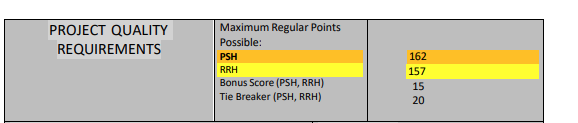 PROJECT QUALITY
REQUIREMENTS
Maximum Regular Points
Possible:
PSH 162
RRH 157
Bonus Score (PSH, RRH) 15
Tie Breaker (PSH, RRH) 20